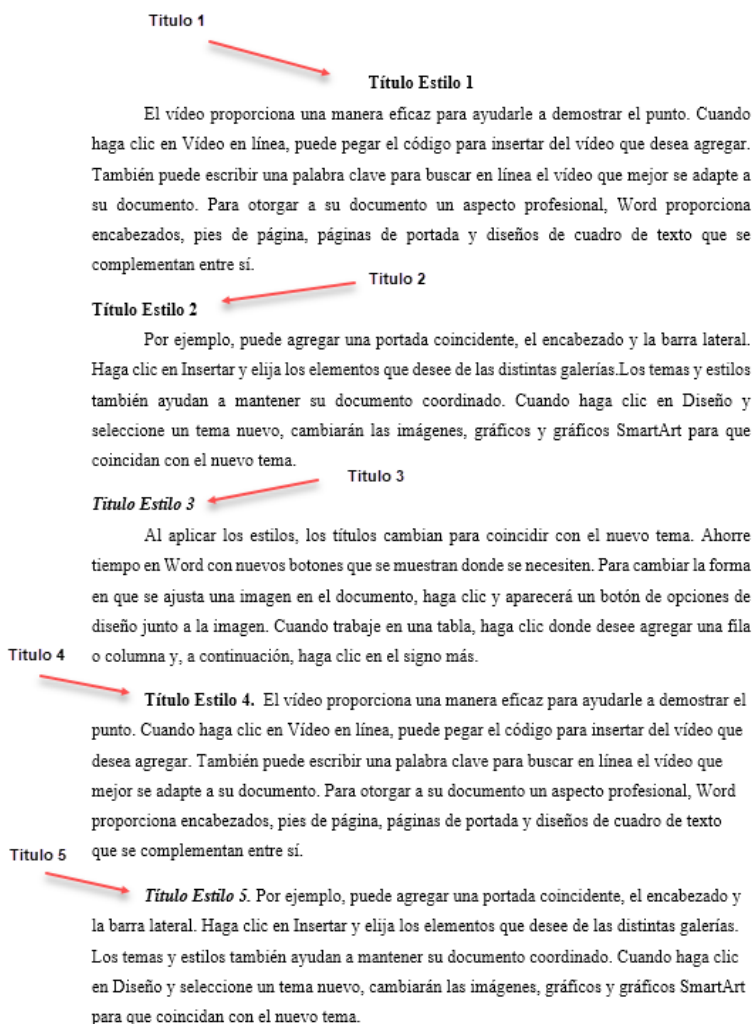 Titulo 1
Título Estilo 1
El vídeo proporciona una manera eficaz para ayudarle a demostrar el punto. Cuando
haga clic en Vídeo en línea, puede pegar el código para insertar del vídeo que desea agregar.
También puede escribir una palabra clave para buscar en línea el vídeo que mejor se adapte a
su documento. Para otorgar a su documento un aspecto profesional, Word proporciona
encabezados, pies de página, páginas de portada y diseños de cuadro de texto que se
complementan entre sí.
Titulo 2
Título Estilo 2
Por ejemplo, puede agregar una portada coincidente, el encabezado y la barra lateral.
Haga clic en Insertar y elija los elementos que desee de las distintas galerías.Los temas y estilos
también ayudan a mantener su documento coordinado. Cuando haga clic en Diseño y
seleccione un tema nuevo, cambiarán las imágenes, gráficos y gráficos SmartArt para que
coincidan con el nuevo tema.
Titulo 3
Titulo Estilo 3
Al aplicar los estilos, los títulos cambian para coincidir con el nuevo tema. Ahorre
tiempo en Word con nuevos botones que se muestran donde se necesiten. Para cambiar la forma
en que se ajusta una imagen en el documento, haga clic y aparecerá un botón de opciones de
diseño junto a la imagen. Cuando trabaje en una tabla, haga clic donde desee agregar una fila
o columna y, a continuación, haga clic en el signo más.
Titulo 4
Título Estilo 4. El vídeo proporciona una manera eficaz para ayudarle a demostrar el
punto. Cuando haga clic en Vídeo en línea, puede pegar el código para insertar del vídeo que
desea agregar. También puede escribir una palabra clave para buscar en línea el vídeo que
mejor se adapte a su documento. Para otorgar a su documento un aspecto profesional, Word
proporciona encabezados, pies de página, páginas de portada y diseños de cuadro de texto
que se complementan entre sí.
Titulo 5
Título Estilo 5. Por ejemplo, puede agregar una portada coincidente, el encabezado y
la barra lateral. Haga clic en Insertar y elija los elementos que desee de las distintas galerías.
Los temas y estilos también ayudan a mantener su documento coordinado. Cuando haga clic
en Diseño y seleccione un tema nuevo, cambiarán las imágenes, gráficos y gráficos SmartArt
para que coincidan con el nuevo tema.